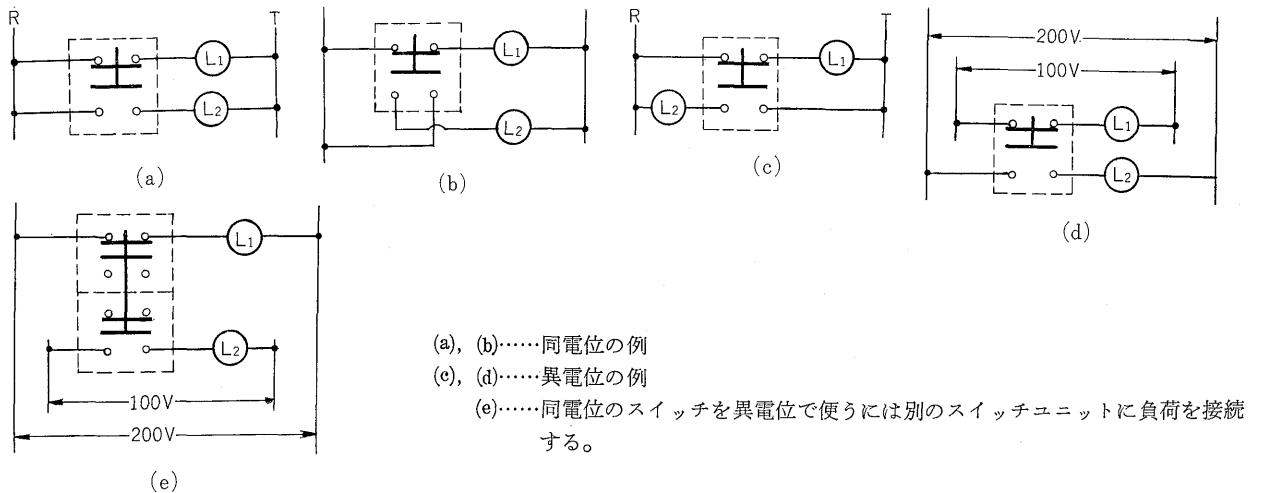 R T
L1
L2
(a)
L1
L2
(b)
R T
L1
L2
(c)
200V
100V
L1
L2
(d)
L1
L2
100V
200V
(e)
(a), (b)……同電位の例
(c), (d)……異電位の例
(e)……同電位のスイッチを異電位で使うには別のスイッチユニットに負荷を接続
する。